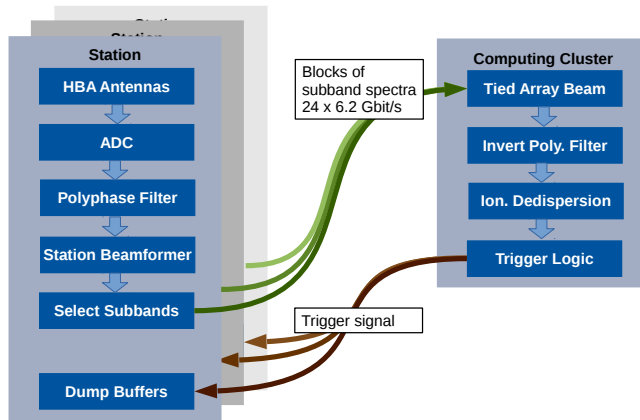 Station
Station
Station
HBA Antennas
ADC
Polyphase Filter
Station Beamformer
Select Subbands
Dump Buffers
Blocks of
subband spectra
24 x 6.2 Gbit/s
Trigger signal
Computing Cluster
Tied Array Beam
Invert Poly. Filter
Ion. Dedispersion
Trigger Logic